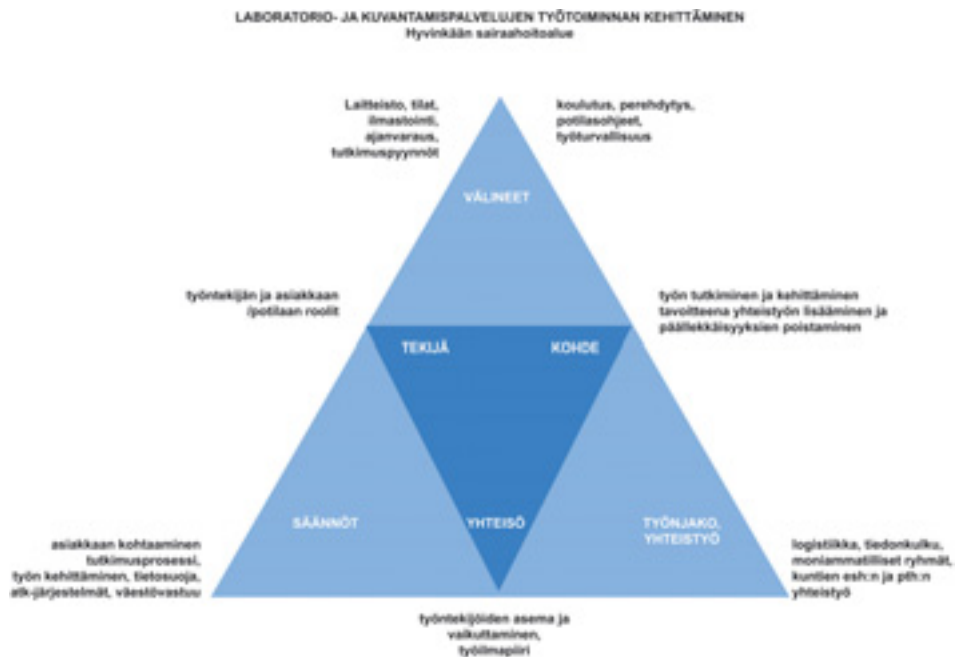 LABORATORIO- JA KUVANTAMISPALVELUJEN TYÖTOIMINNAN KEHITTÄMINEN
Hyvinkään sairaahoitoalue
Laitteisto, tilat,
ilmastointi,
ajanvaraus,
tutkimuspyynnöt
koulutus, perehdytys,
potilasohjeet,
työturvallisuus
VÄLINEET
työntekijän ja asiakkaan
/potilaan roolit
työn tutkiminen ja kehittäminen
tavoitteena yhteistyön lisääminen ja
päällekkäisyyksien poistaminen
TEKIJÄ
KOHDE
SÄÄNNÖT
YHTEISÖ
TYÖNJAKO,
YHTEISTYÖ
asiakkaan kohtaaminen
tutkimusprosessi,
työn kehittäminen, tietosuoja,
atk-järjestelmät, väestövastuu
logistiikka, tiedonkulku,
moniammatilliset ryhmät,
kuntien esh:n ja pth:n
yhteistyö
työntekijöiden asema ja
vaikuttaminen,
työilmapiiri